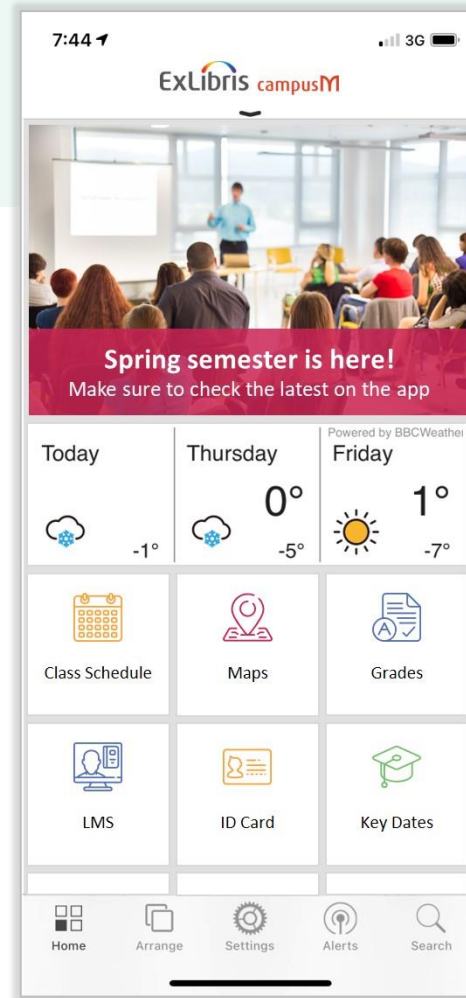 7:44
3G
ExLibris campusM
Spring semester is here!
Make sure to check the latest on the app
Powered by BBCWeather
Today
Thursday
Friday
0°
1°
-1°
-5°
-7°
Class Schedule
Maps
Grades
LMS
ID Card
Key Dates
Home
Arrange
Settings
Alerts
Search